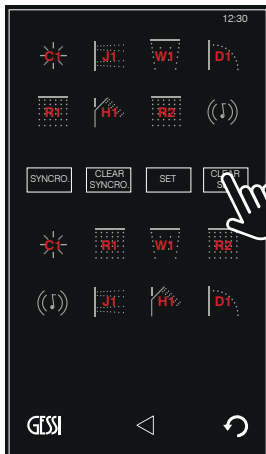 12:30
C1 J1 W1 D1
R1 H1 R2
SYNCRO. CLEAR SYNCRO. SET CLEAR
C1 R1 W1 R2
J1 H1 D1
GESSI